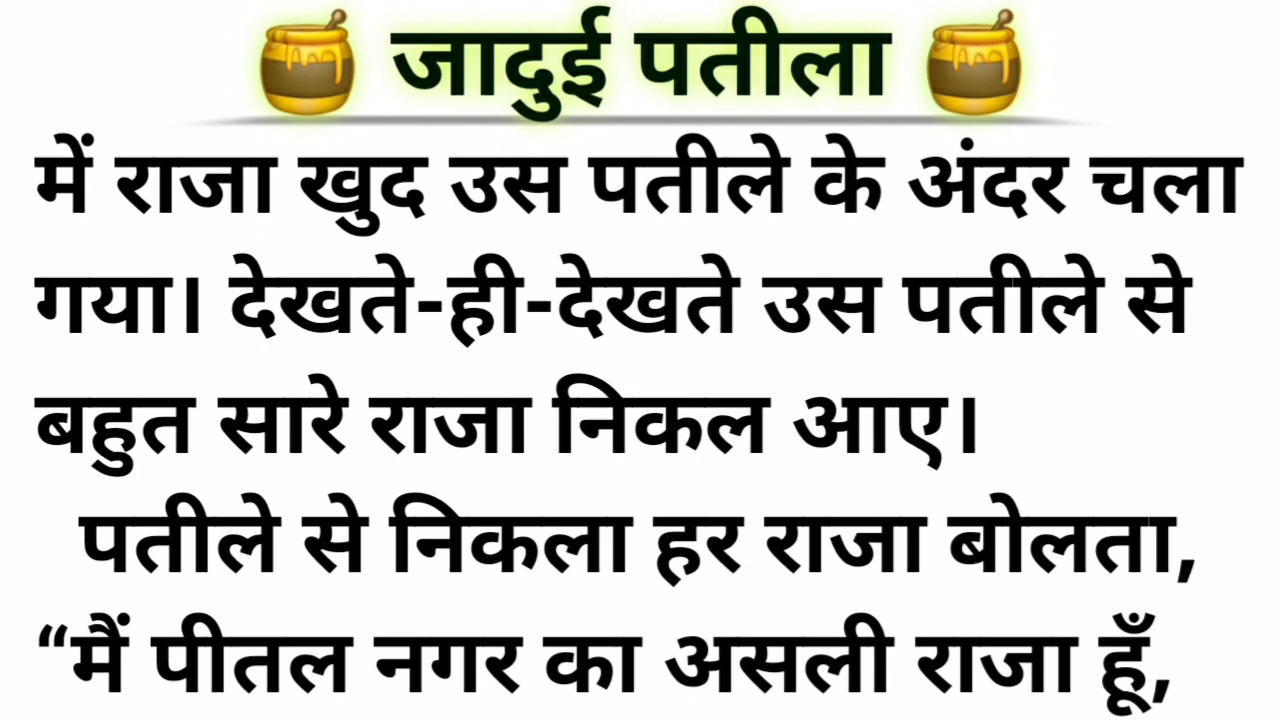 जादुई पतीला
में राजा खुद उस पतीले के अंदर चला
गया। देखते-ही-देखते उस पतीले से
बहुत सारे राजा निकल आए।
पतीले से निकला हर राजा बोलता,
“मैं पीतल नगर का असली राजा हूँ,